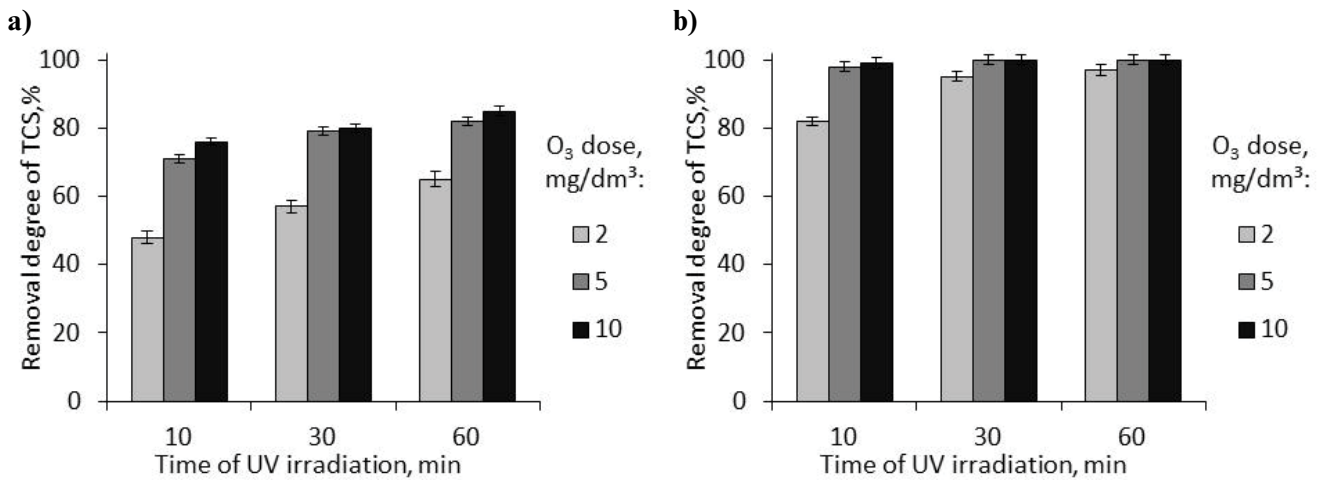 a)
Removal degree of TCS,%
100
80
60
40
20
0
10 30 60
Time of UV irradiation, min
O₃ dose,
mg/dm³:
2
5
10
b)
Removal degree of TCS,%
100
80
60
40
20
0
10 30 60
Time of UV irradiation, min
O₃ dose,
mg/dm³:
2
5
10